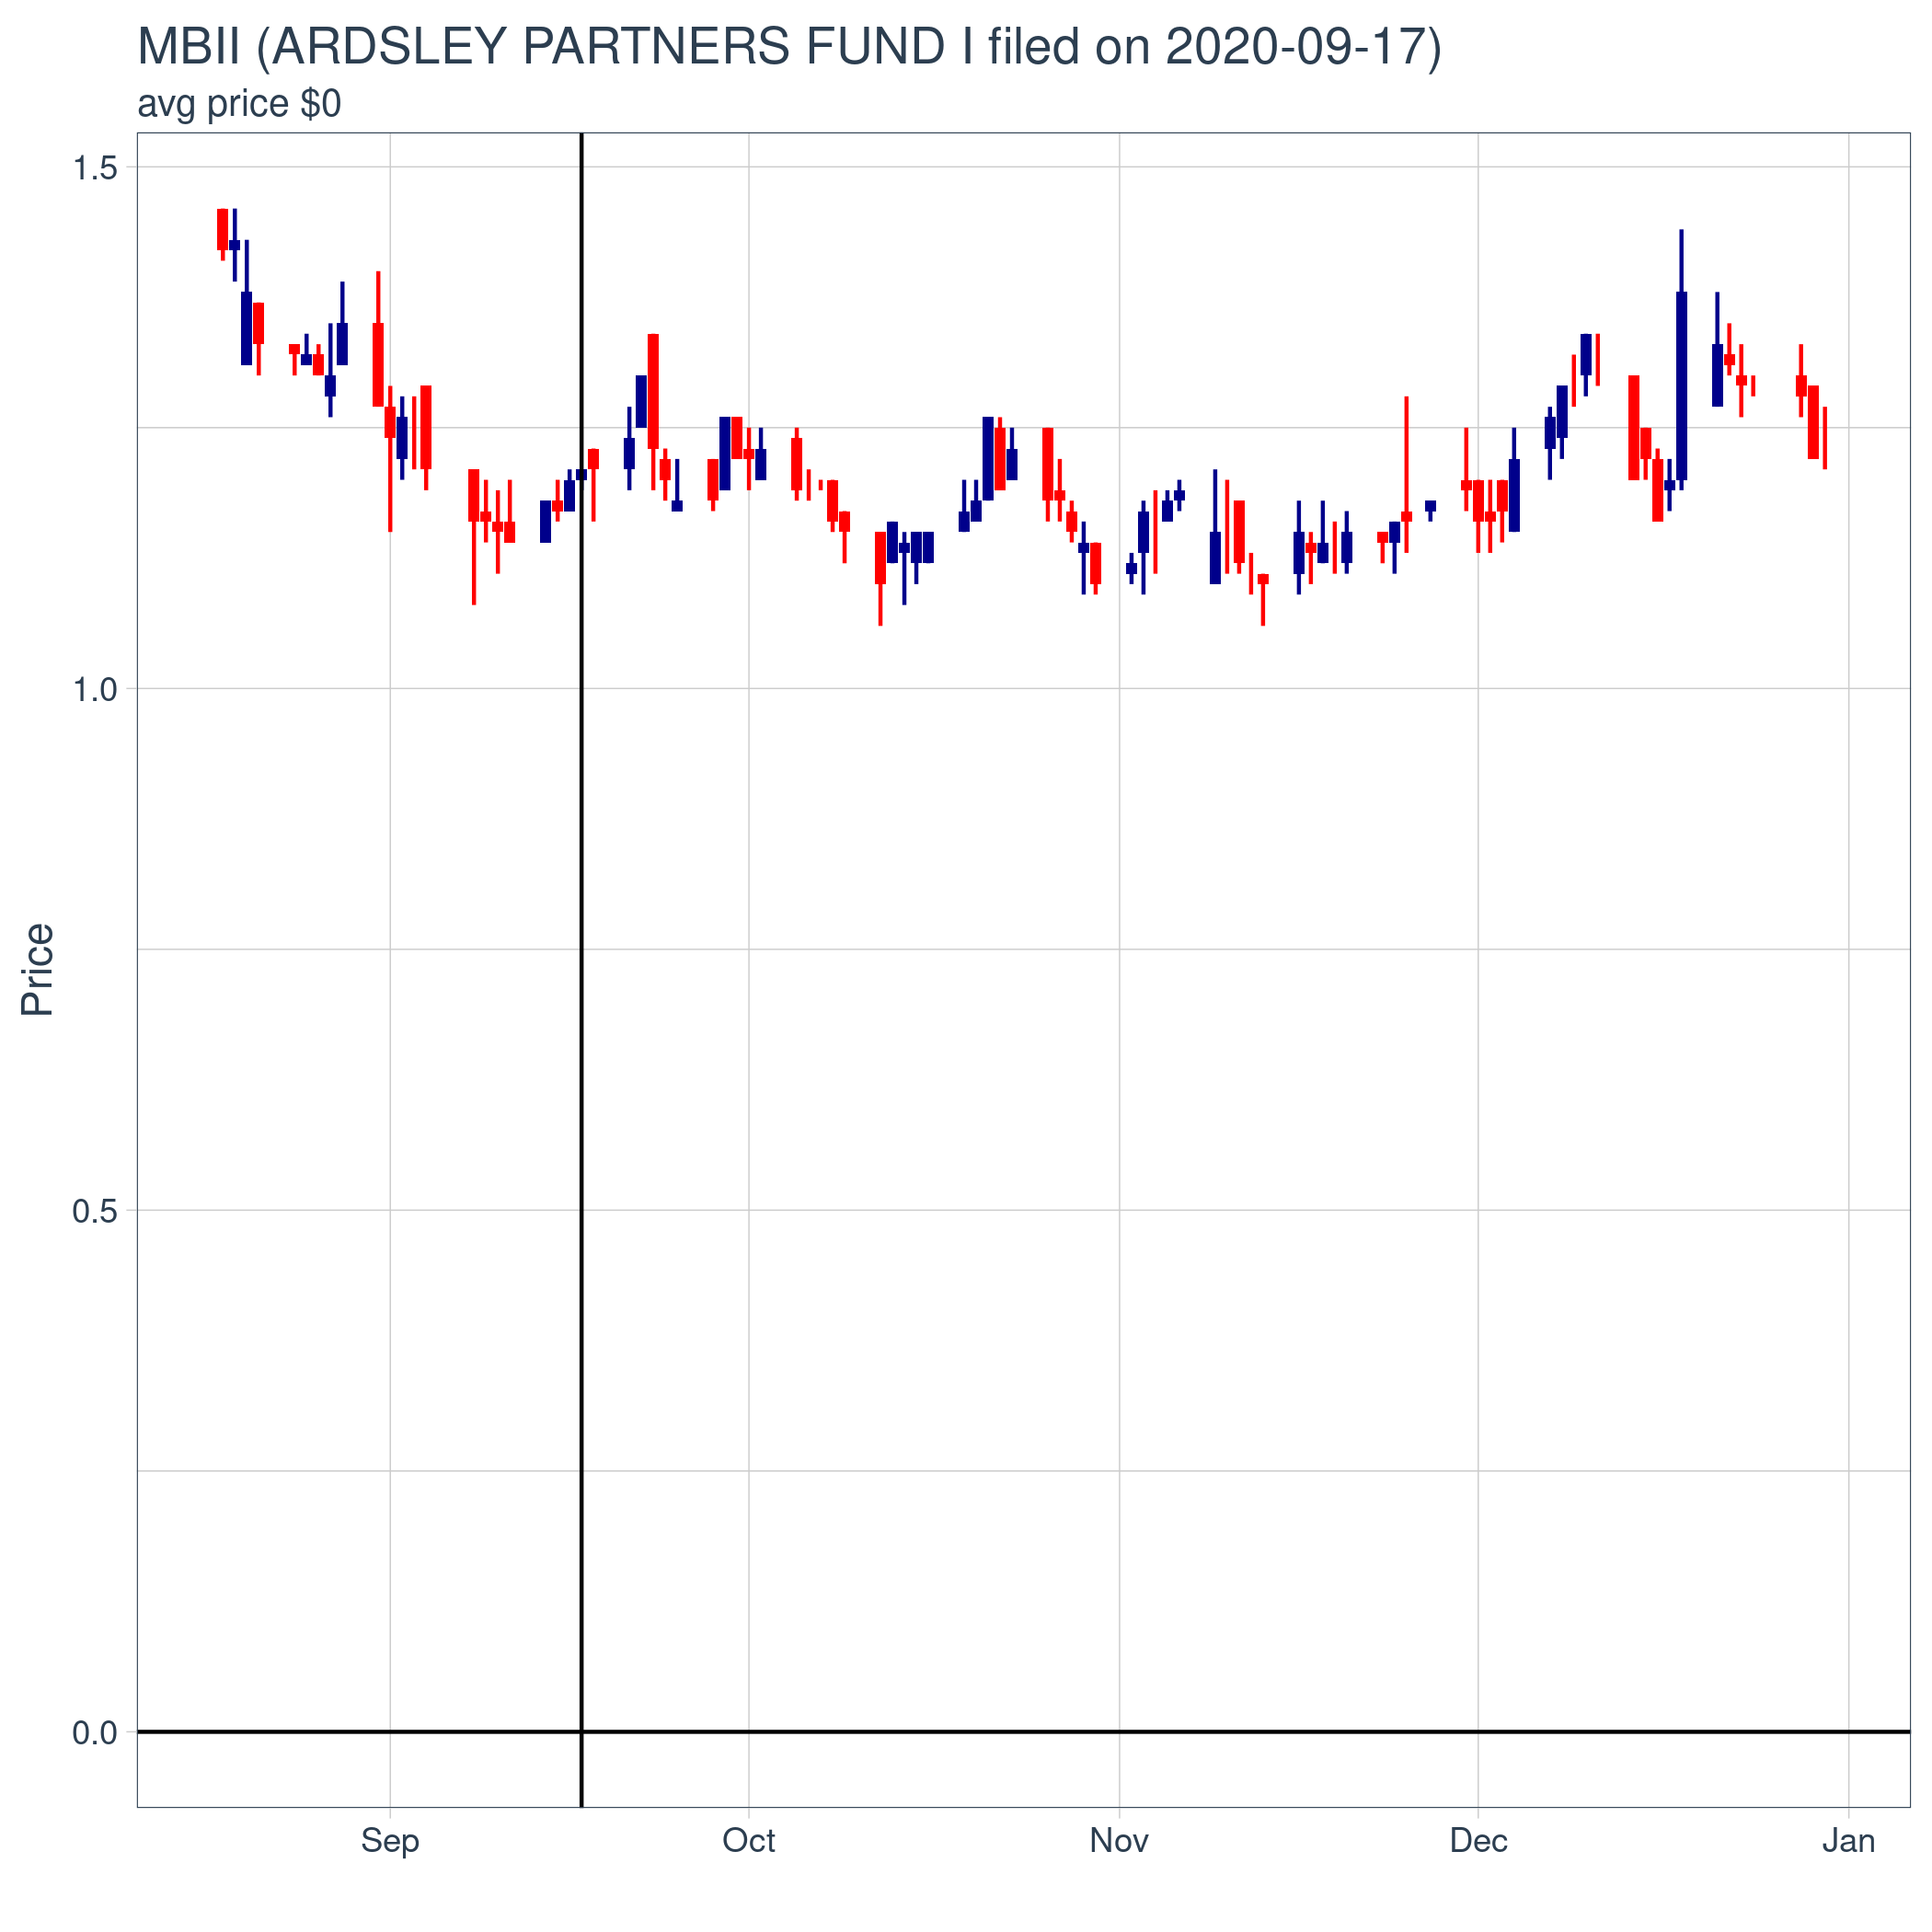 MBII (ARDSLEY PARTNERS FUND I filed on 2020-09-17)
avg price $0
1.5
1.0
0.5
0.0
Price
Sep Oct Nov Dec Jan